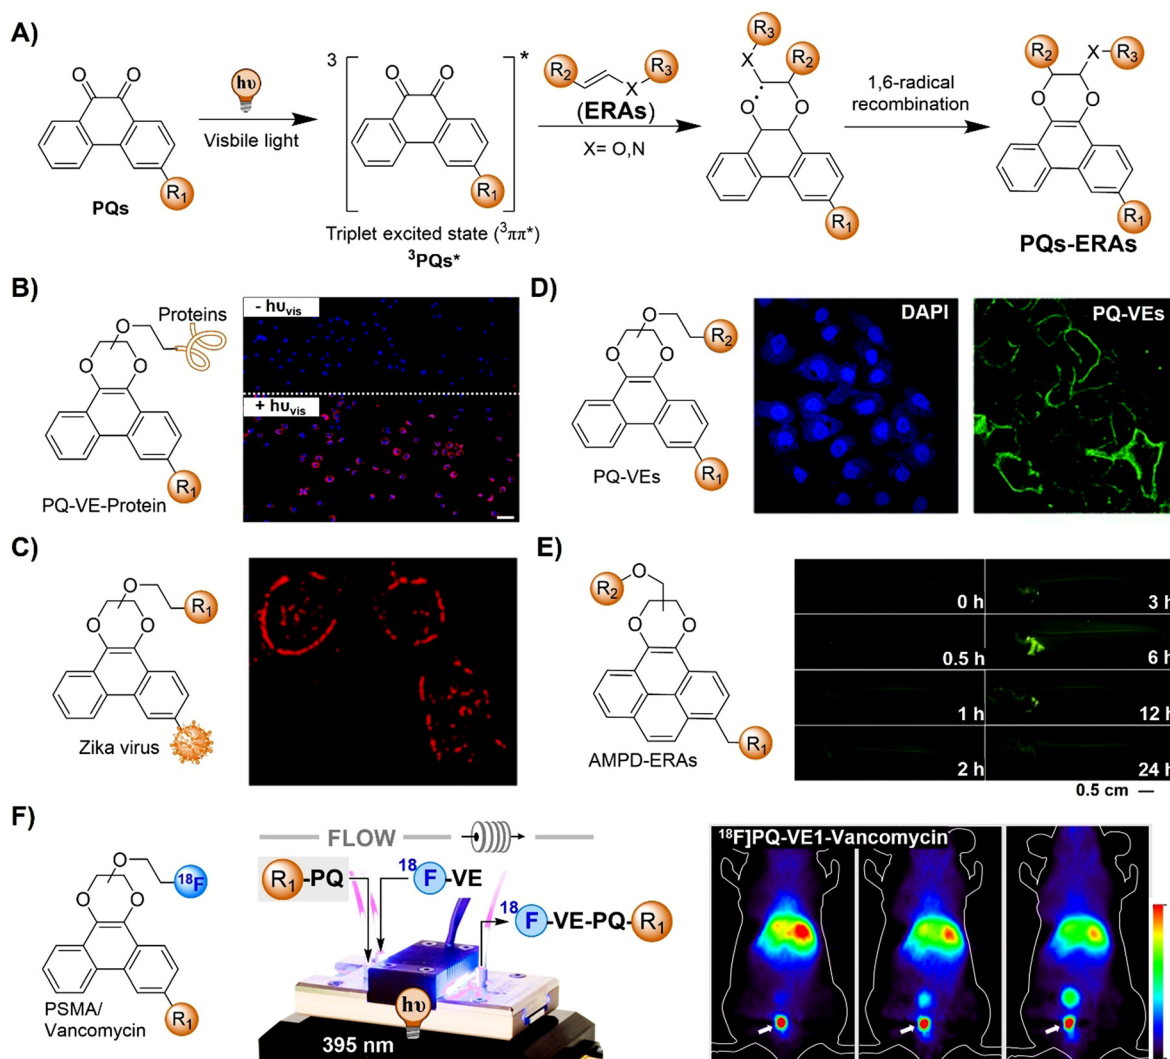 A)
O O
R₁
PQs
hυ
Visbile light
3
*
O O
R₁
Triplet excited state (³ππ*)
³PQs*
R₂ R₃
X
(ERAs)
X= O,N
R₃
X R₂
O O
R₁
1,6-radical
recombination
R₂ X R₃
O O
R₁
PQs-ERAs
B)
Proteins
O
O O
R₁
PQ-VE-Protein
- hυvis
+ hυvis
D)
O
R₂
O O
R₁
PQ-VEs
DAPI
PQ-VEs
C)
O
R₁
O O
Zika virus
E)
O
R₂
O O
R₁
AMPD-ERAs
0 h
3 h
0.5 h
6 h
1 h
12 h
2 h
24 h
0.5 cm
F)
O
¹⁸F
O O
PSMA/
Vancomycin
R₁
FLOW
R₁-PQ
¹⁸F-VE
¹⁸F-VE-PQ-R₁
hυ
395 nm
¹⁸F]PQ-VE1-Vancomycin